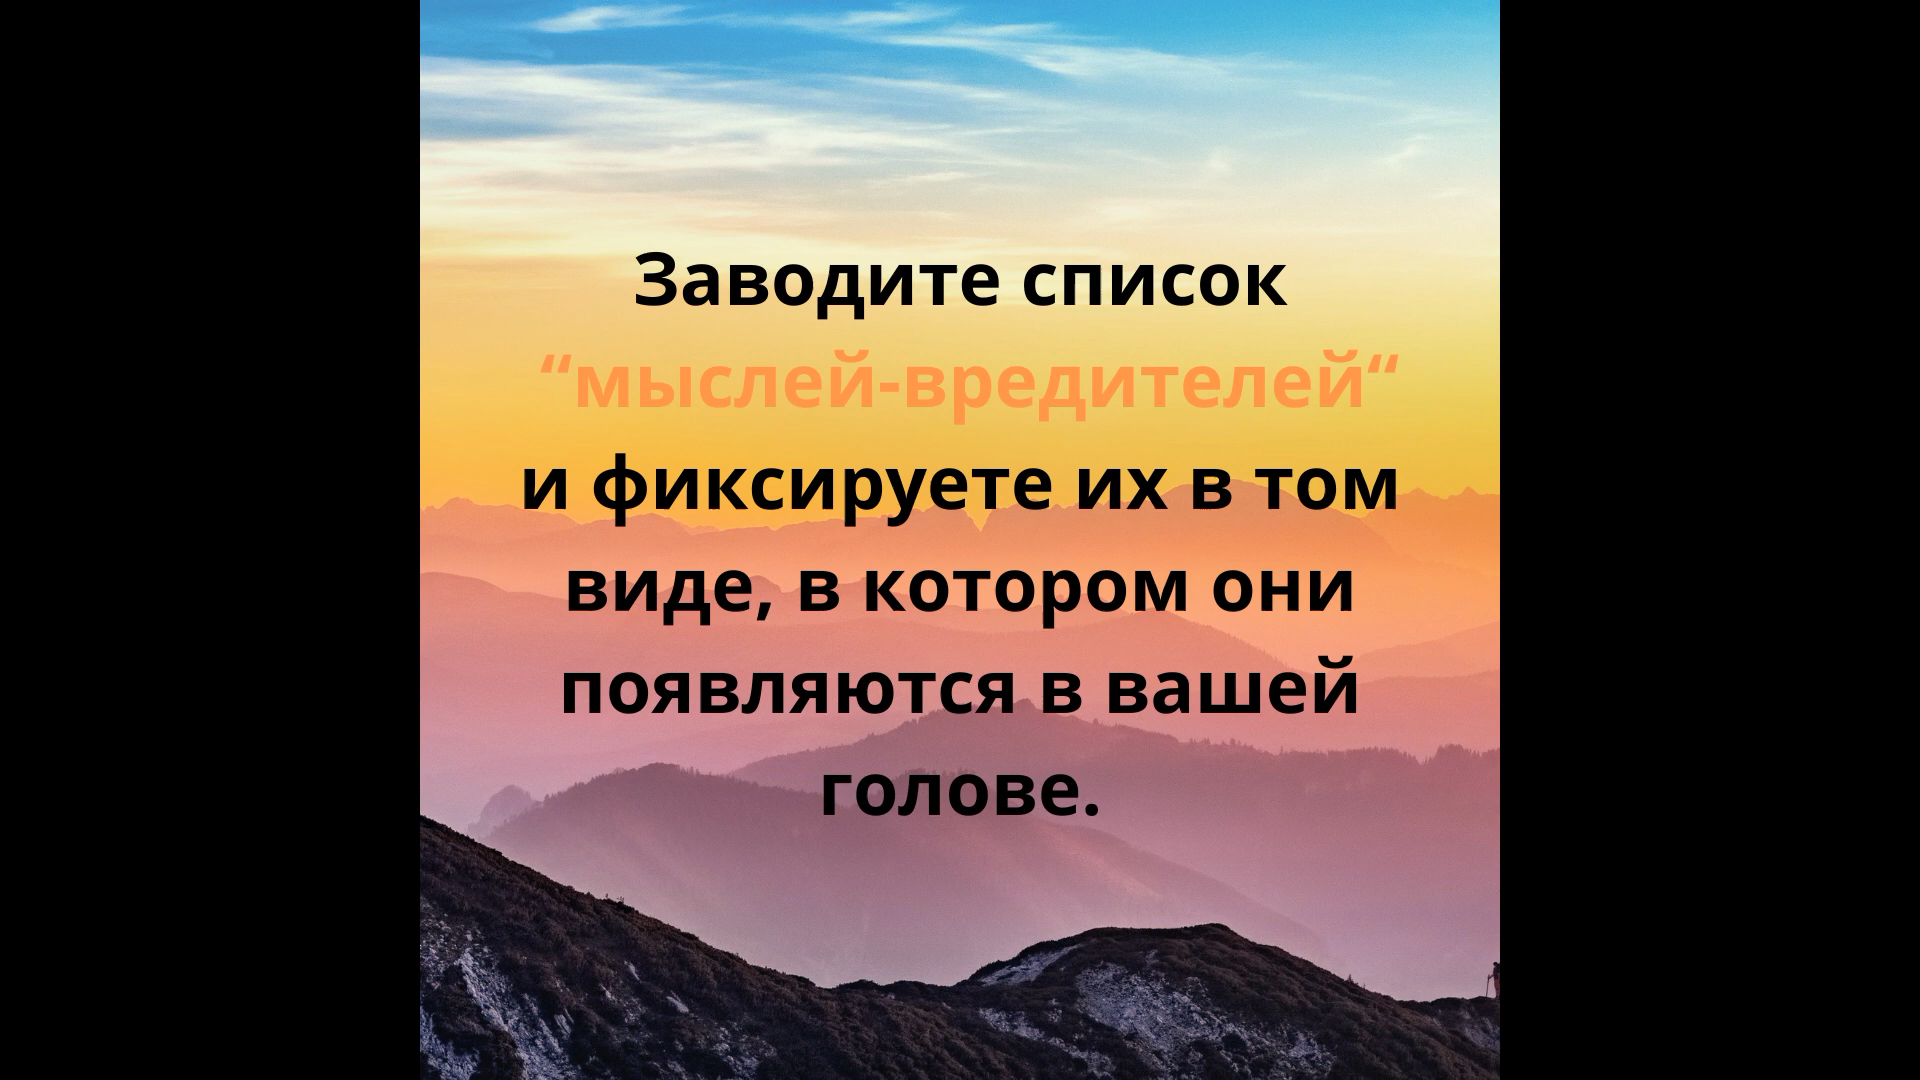 Заводите список
“мыслей-вредителей“
и фиксируете их в том
виде, в котором они
появляются в вашей
голове.